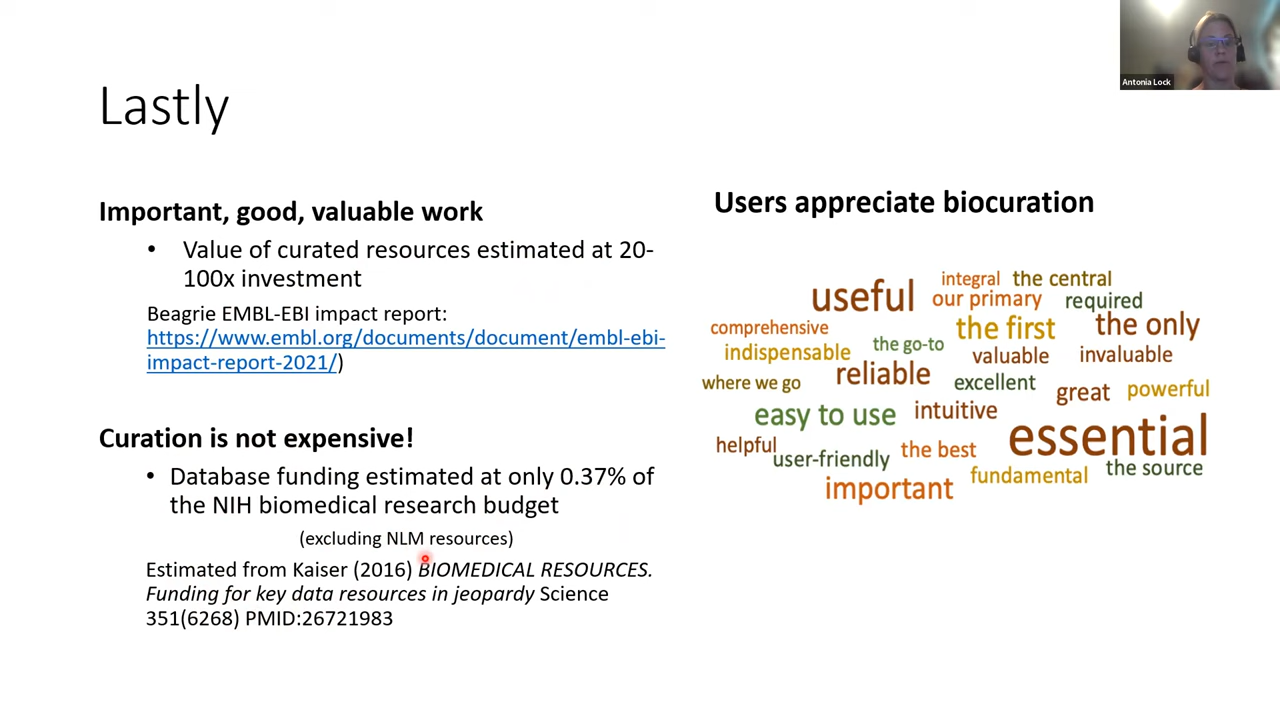 Antonia Lock
Lastly
Important, good, valuable work
• Value of curated resources estimated at 20-
100x investment
Beagrie EMBL-EBI impact report:
https://www.embl.org/documents/document/embl-ebi-
impact-report-2021/)
Curation is not expensive!
• Database funding estimated at only 0.37% of
the NIH biomedical research budget
(excluding NLM resources)
Estimated from Kaiser (2016) BIOMEDICAL RESOURCES.
Funding for key data resources in jeopardy Science
351(6268) PMID:26721983
Users appreciate biocuration
integral the central
useful our primary required
comprehensive the first the only
indispensable the go-to valuable invaluable
where we go reliable excellent great powerful
easy to use intuitive essential
helpful user-friendly the best the source
important fundamental